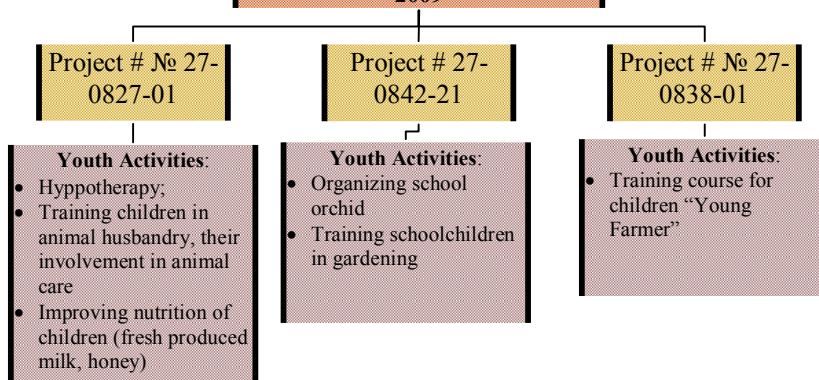 2009
Project # № 27-
0827-01
Youth Activities:
• Hyppotherapy;
• Training children in
animal husbandry, their
involvement in animal
care
• Improving nutrition of
children (fresh produced
milk, honey)
Project # 27-
0842-21
Youth Activities:
• Organizing school
orchid
• Training schoolchildren
in gardening
Project # № 27-
0838-01
Youth Activities:
• Training course for
children “Young
Farmer”